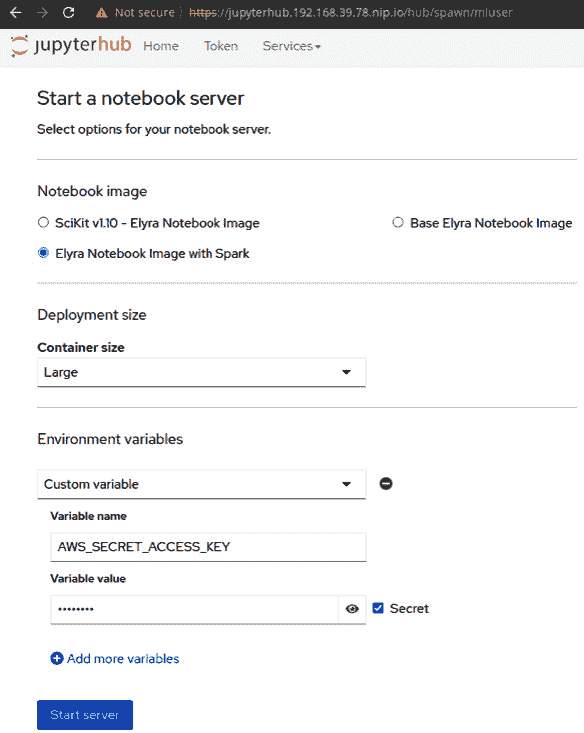 Not secure | https://jupyterhub.192.168.39.78.nip.io/hub/spawn/mluser
jupyterhub Home Token Services
Start a notebook server
Select options for your notebook server.
Notebook image
SciKit v1.10 - Elyra Notebook Image Base Elyra Notebook Image
Elyra Notebook Image with Spark
Deployment size
Container size
Large
Environment variables
Custom variable
Variable name
AWS_SECRET_ACCESS_KEY
Variable value
•••••••• Secret
Add more variables
Start server